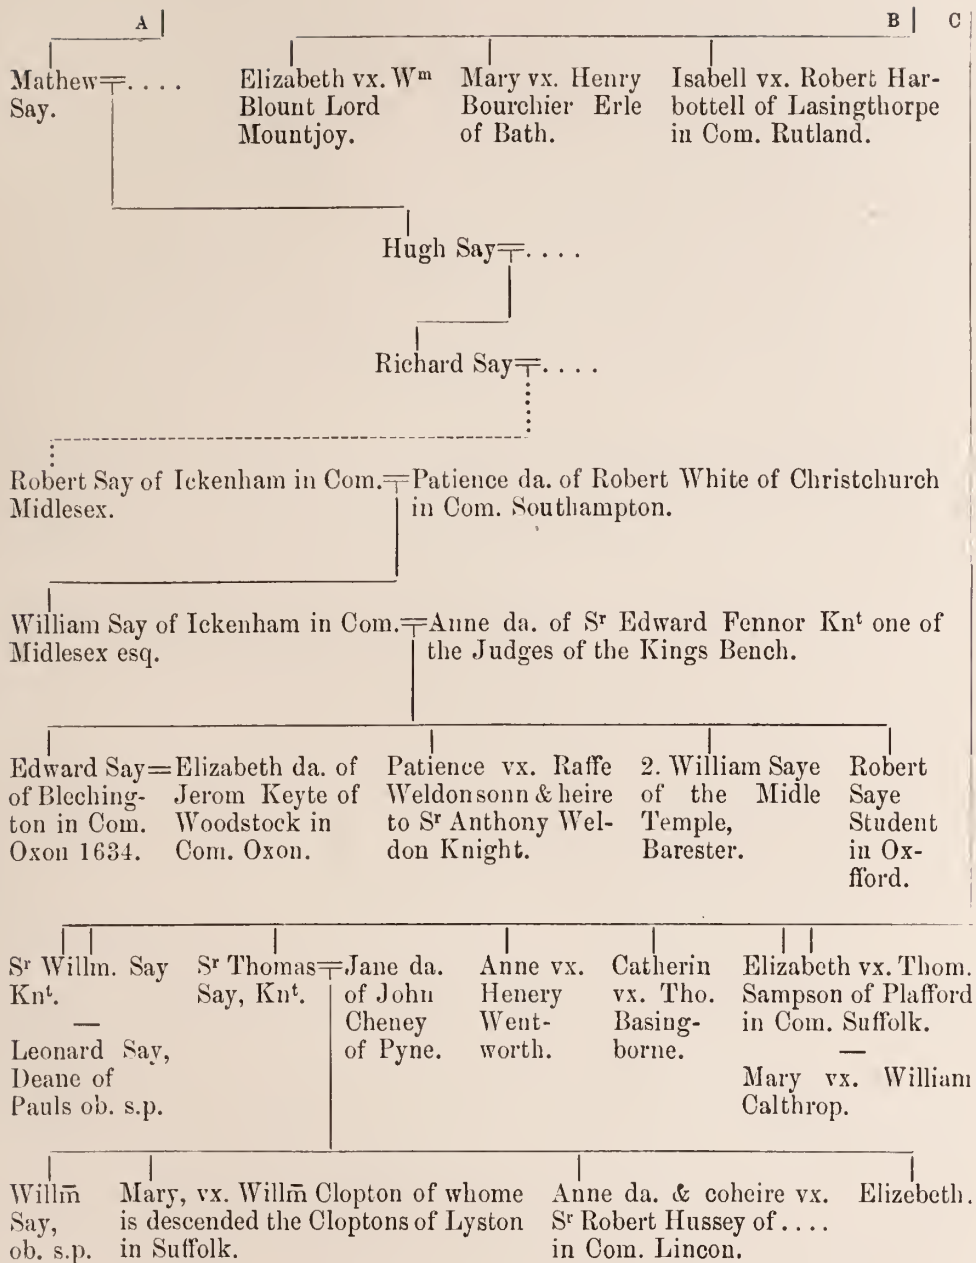 A B C
Mathew=. . . .
Say.
Elizabeth vx. Wᵐ
Blount Lord
Mountjoy.
Mary vx. Henry
Bourchier Erle
of Bath.
Isabell vx. Robert Har-
bottell of Lasingthorpe
in Com. Rutland.
Hugh Say=. . . .
Richard Say=. . . .
Robert Say of Ickenham in Com.=
Midlesex.
Patience da. of Robert White of Christchurch
in Com. Southampton.
William Say of Ickenham in Com.=
Midlesex esq.
Anne da. of Sʳ Edward Fennor Knᵗ one of
the Judges of the Kings Bench.
Edward Say=
of Blechington-
ton in Com.
Oxon 1634.
Elizabeth da. of
Jerom Keyte of
Woodstock in
Com. Oxon.
Patience vx. Raffe
Weldon sonn & heire
to Sʳ Anthony Wel-
don Knight.
2. William Saye
of the Midle
Temple,
Barester.
Robert
Saye
Student
in Ox-
fford.
Sʳ Willm. Say
Knᵗ.
—
Leonard Say,
Deane of
Pauls ob. s.p.
Sʳ Thomas=
Say, Knᵗ.
Jane da.
of John
Cheney
of Pyne.
Anne vx.
Henery
Went-
worth.
Catherin
vx. Tho.
Basing-
borne.
Elizabeth vx. Thom.
Sampson of Plafford
in Com. Suffolk.
—
Mary vx. William
Calthrop.
Willm̄
Say,
ob. s.p.
Mary, vx. Willm̄ Clopton of whome
is descended the Cloptons of Lyston
in Suffolk.
Anne da. & coheire vx.
Sʳ Robert Hussey of . . . .
in Com. Lincon.
Elizebeth.